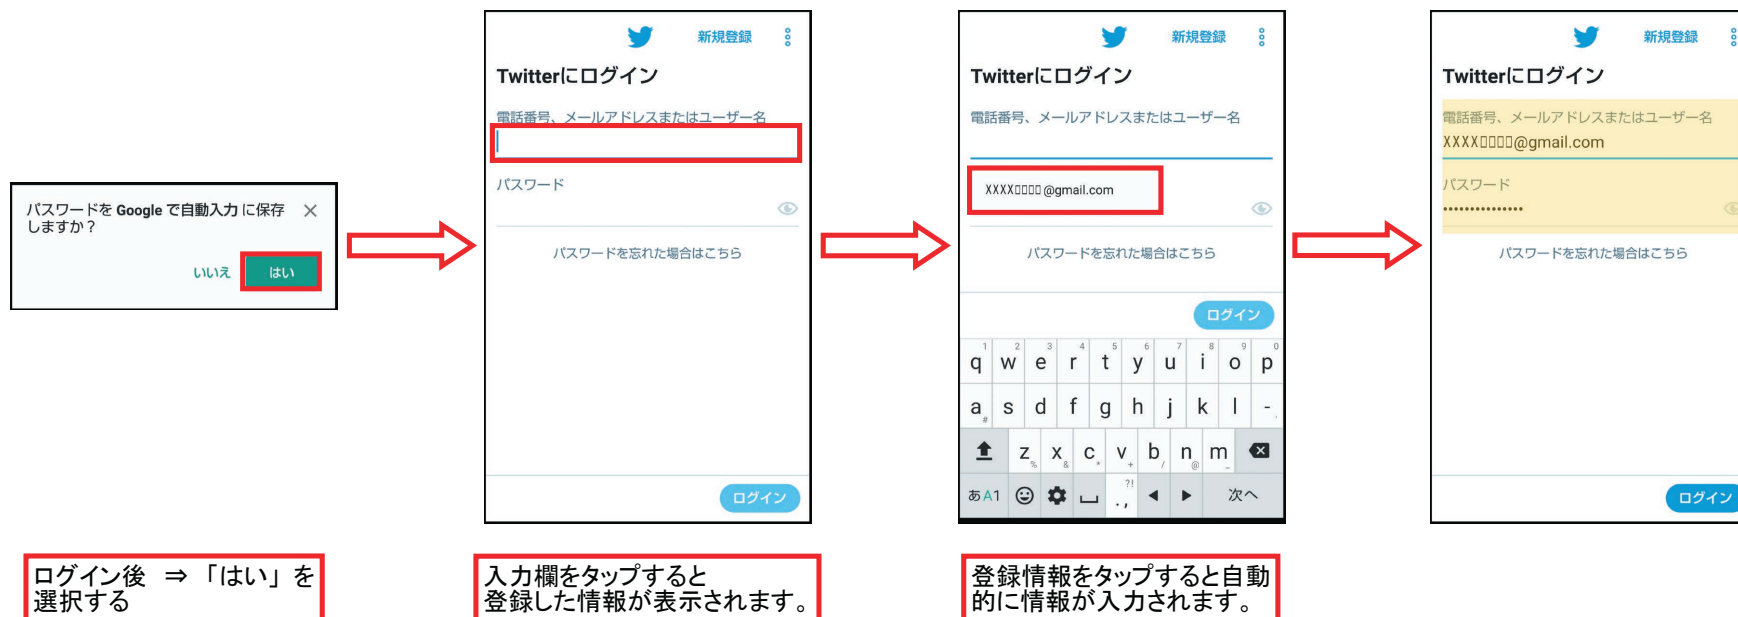 パスワードを Google で自動入力 に保存
しますか？
いいえ
はい
新規登録
Twitterにログイン
電話番号、メールアドレスまたはユーザー名
パスワード
パスワードを忘れた場合はこちら
ログイン
新規登録
Twitterにログイン
電話番号、メールアドレスまたはユーザー名
XXXX▯▯▯▯ @gmail.com
パスワードを忘れた場合はこちら
ログイン
1 2 3 4 5 6 7 8 9 0
q w e r t y u i o p
a s d f g h j k l -
#
z x c v b n m
% & * + / @ _
あA1 ?! ., 次へ
新規登録
Twitterにログイン
電話番号、メールアドレスまたはユーザー名
XXXX▯▯▯▯@gmail.com
パスワード
•••••••••••••••
パスワードを忘れた場合はこちら
ログイン
ログイン後 ⇒ 「はい」を
選択する
入力欄をタップすると
登録した情報が表示されます。
登録情報をタップすると自動
的に情報が入力されます。